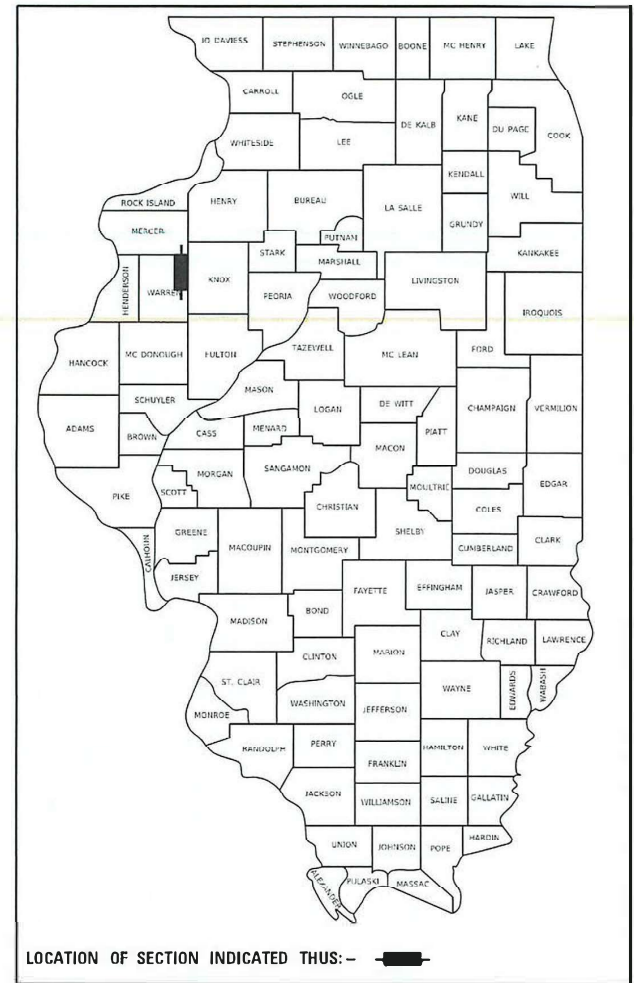 JO DAVIESS
STEPHENSON
WINNEBAGO
BOONE
MC HENRY
LAKE
CARROLL
OGLE
DE KALB
KANE
DU PAGE
COOK
WHITESIDE
LEE
KENDALL
WILL
ROCK ISLAND
HENRY
BUREAU
LA SALLE
GRUNDY
MERCER
PUTNAM
STARK
MARSHALL
KANKAKEE
HENDERSON
WARREN
KNOX
PEORIA
WOODFORD
LIVINGSTON
IROQUOIS
HANCOCK
MC DONOUGH
FULTON
TAZEWELL
MC LEAN
FORD
MASON
SCHUYLER
LOGAN
DE WITT
CHAMPAIGN
VERMILION
ADAMS
BROWN
CASS
MENARD
PIATT
MACON
MORGAN
SANGAMON
DOUGLAS
EDGAR
PIKE
SCOTT
MOULTRIE
CHRISTIAN
COLES
CALHOUN
GREENE
MACOUPIN
MONTGOMERY
SHELBY
CUMBERLAND
CLARK
JERSEY
FAYETTE
EFFINGHAM
JASPER
CRAWFORD
MADISON
BOND
CLAY
RICHLAND
LAWRENCE
CLINTON
MARION
ST. CLAIR
WAYNE
EDWARDS
WABASH
WASHINGTON
JEFFERSON
MONROE
RANDOLPH
PERRY
HAMILTON
WHITE
FRANKLIN
JACKSON
WILLIAMSON
SALINE
GALLATIN
UNION
JOHNSON
POPE
HARDIN
ALEXANDER
PULASKI
MASSAC
LOCATION OF SECTION INDICATED THUS:–